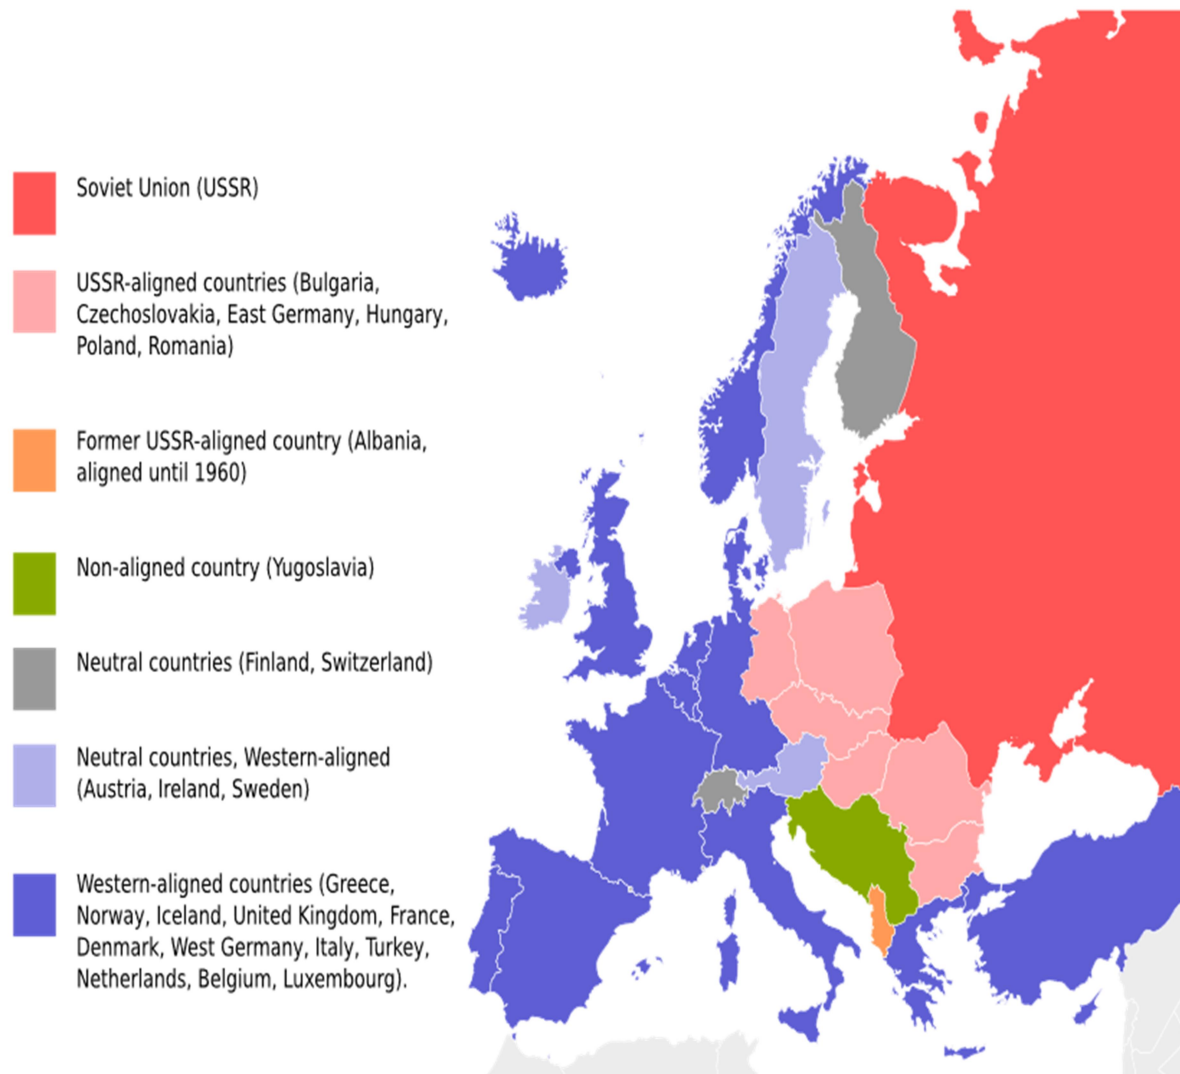 Soviet Union (USSR)
USSR-aligned countries (Bulgaria,
Czechoslovakia, East Germany, Hungary,
Poland, Romania)
Former USSR-aligned country (Albania,
aligned until 1960)
Non-aligned country (Yugoslavia)
Neutral countries (Finland, Switzerland)
Neutral countries, Western-aligned
(Austria, Ireland, Sweden)
Western-aligned countries (Greece,
Norway, Iceland, United Kingdom, France,
Denmark, West Germany, Italy, Turkey,
Netherlands, Belgium, Luxembourg).